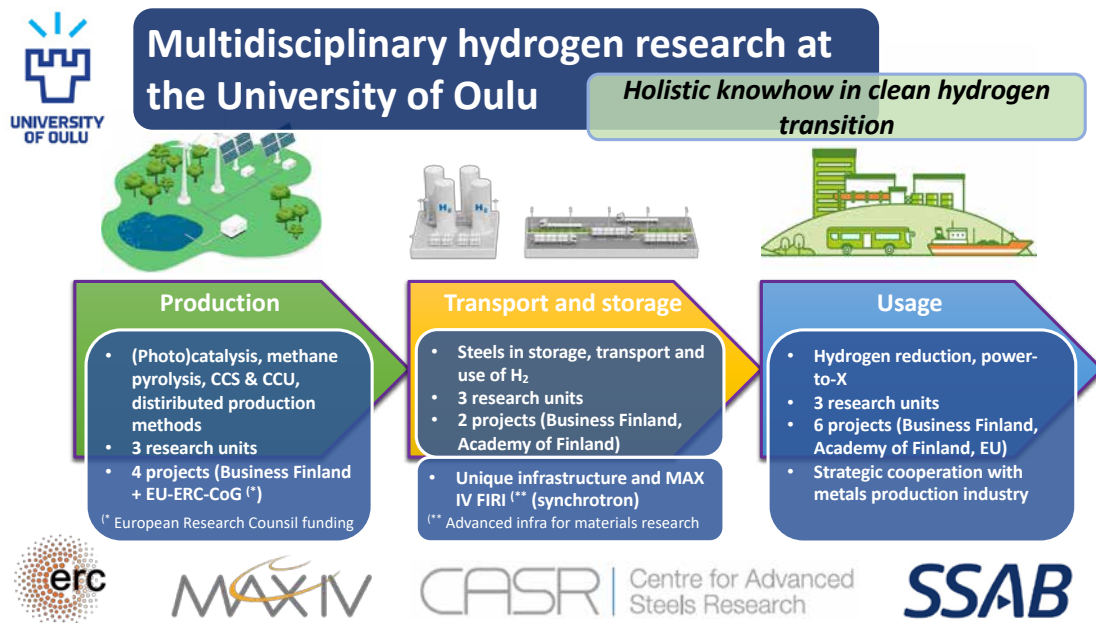 UNIVERSITY
OF OULU
Multidisciplinary hydrogen research at
the University of Oulu
Holistic knowhow in clean hydrogen
transition
H₂
H₂
Production
• (Photo)catalysis, methane
pyrolysis, CCS & CCU,
distiributed production
methods
• 3 research units
• 4 projects (Business Finland
+ EU-ERC-CoG (*)
(* European Research Counsil funding
Transport and storage
• Steels in storage, transport and
use of H₂
• 3 research units
• 2 projects (Business Finland,
Academy of Finland)
• Unique infrastructure and MAX
IV FIRI (** (synchrotron)
(** Advanced infra for materials research
Usage
• Hydrogen reduction, power-
to-X
• 3 research units
• 6 projects (Business Finland,
Academy of Finland, EU)
• Strategic cooperation with
metals production industry
erc
MAX IV
CASR
Centre for Advanced
Steels Research
SSAB